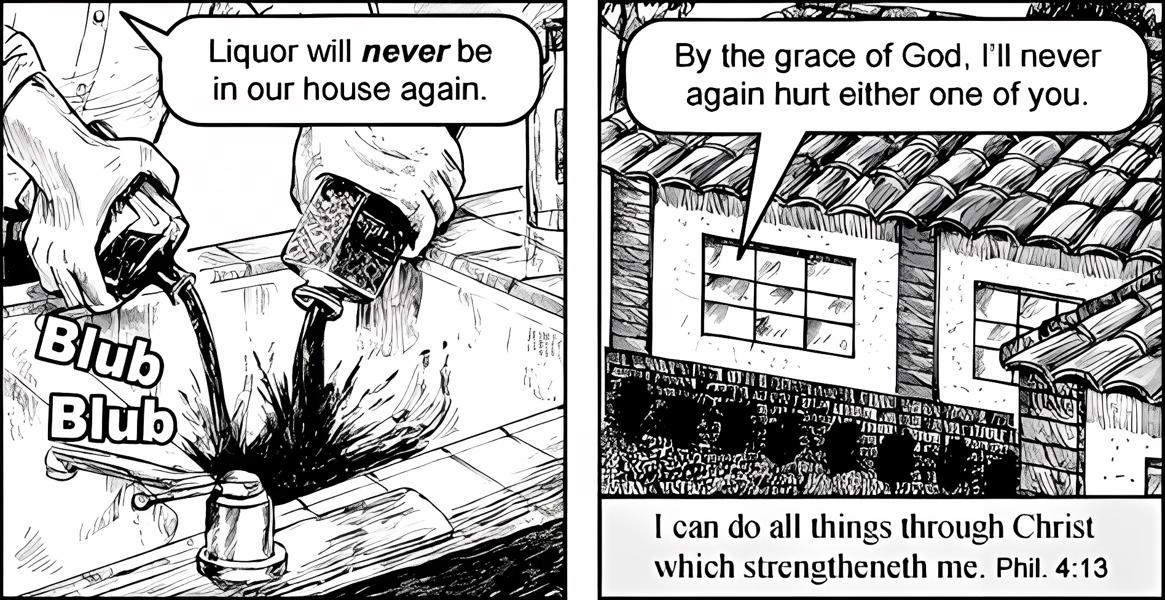 Liquor will never be
in our house again.
Blub
Blub
By the grace of God, I'll never
again hurt either one of you.
I can do all things through Christ
which strengtheneth me. Phil. 4:13